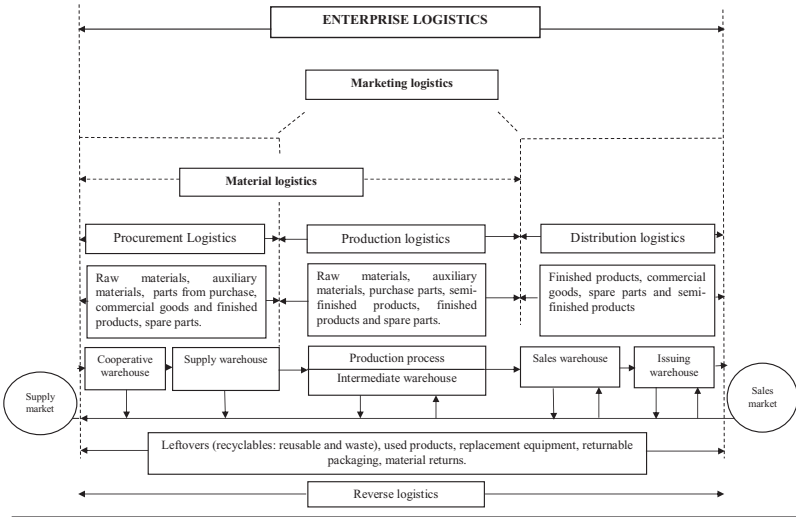 ENTERPRISE LOGISTICS
Marketing logistics
Material logistics
Procurement Logistics
Production logistics
Distribution logistics
Raw materials, auxiliary
materials, parts from purchase,
commercial goods and finished
products, spare parts.
Raw materials, auxiliary
materials, purchase parts, semi-
finished products, finished
products and spare parts.
Finished products, commercial
goods, spare parts and semi-
finished products
Supply
market
Cooperative
warehouse
Supply warehouse
Production process
Intermediate warehouse
Sales warehouse
Issuing
warehouse
Sales
market
Leftovers (recyclables: reusable and waste), used products, replacement equipment, returnable
packaging, material returns.
Reverse logistics